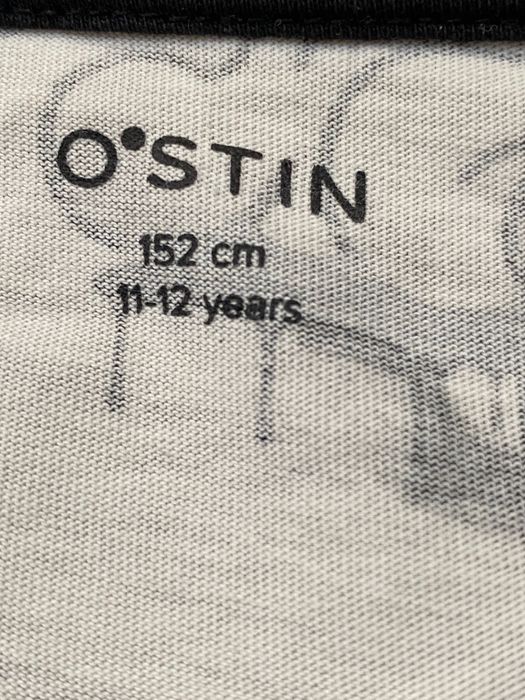 O'STIN
152 cm
11-12 years